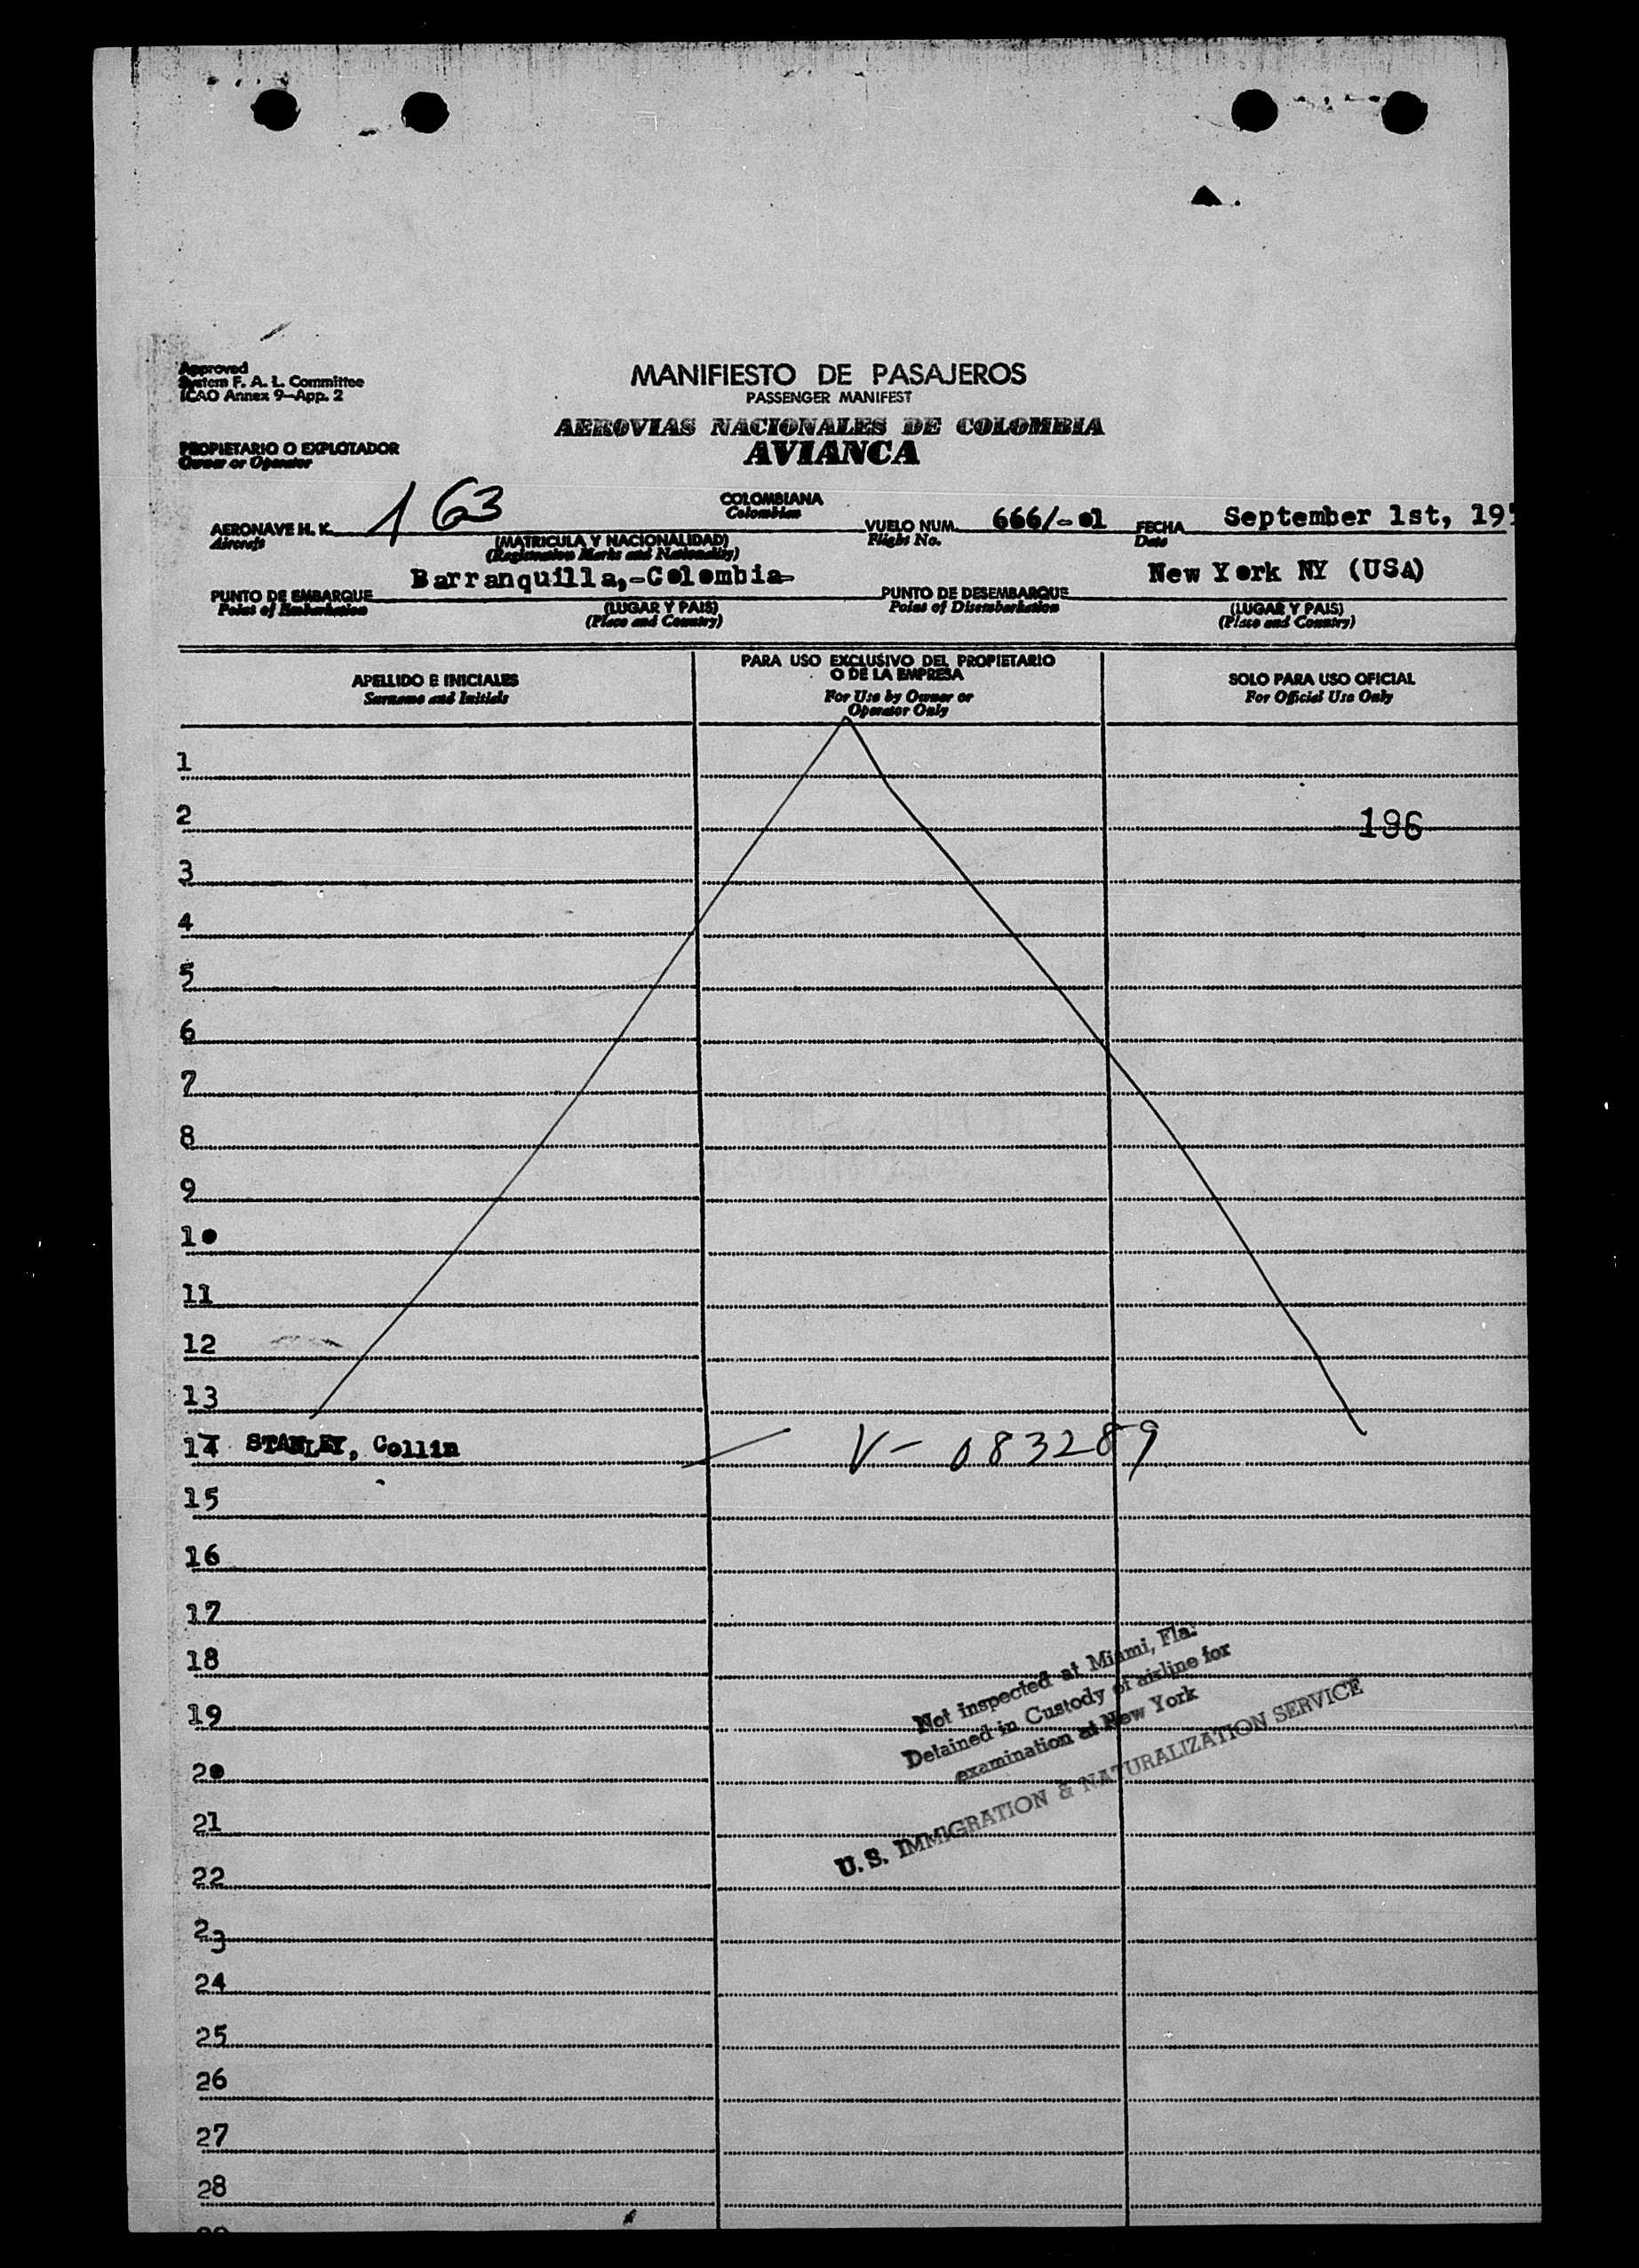 Approved
System F. A. L. Committee
ICAO Annex 9-App. 2
MANIFIESTO DE PASAJEROS
PASSENGER MANIFEST
AEROVIAS NACIONALES DE COLOMBIA
AVIANCA
PROPIETARIO O EXPLOTADOR
Owner or Operator
AERONAVE H. K. 163
Aircraft
COLOMBIANA
Colombian
(MATRICULA Y NACIONALIDAD)
(Registration Marks and Nationality)
VUELO NUM. 666/-01
Flight No.
FECHA September 1st, 195
Date
PUNTO DE EMBARQUE Barranquilla,-Colombia-
Point of Embarkation
(LUGAR Y PAIS)
(Place and Country)
PUNTO DE DESEMBARQUE New York NY (USA)
Point of Disembarkation
(LUGAR Y PAIS)
(Place and Country)
APELLIDO E INICIALES
Surname and Initials
PARA USO EXCLUSIVO DEL PROPIETARIO
O DE LA EMPRESA
For Use by Owner or
Operator Only
SOLO PARA USO OFICIAL
For Official Use Only
1
2 196
3
4
5
6
7
8
9
10
11
12
13
14 STANLEY, Collin V- 083289
15
16
17
18
19
20
21
22
23
24
25
26
27
28
Not inspected at Miami, Fla.
Detained in Custody of airline for
examination at New York
U.S. IMMIGRATION & NATURALIZATION SERVICE